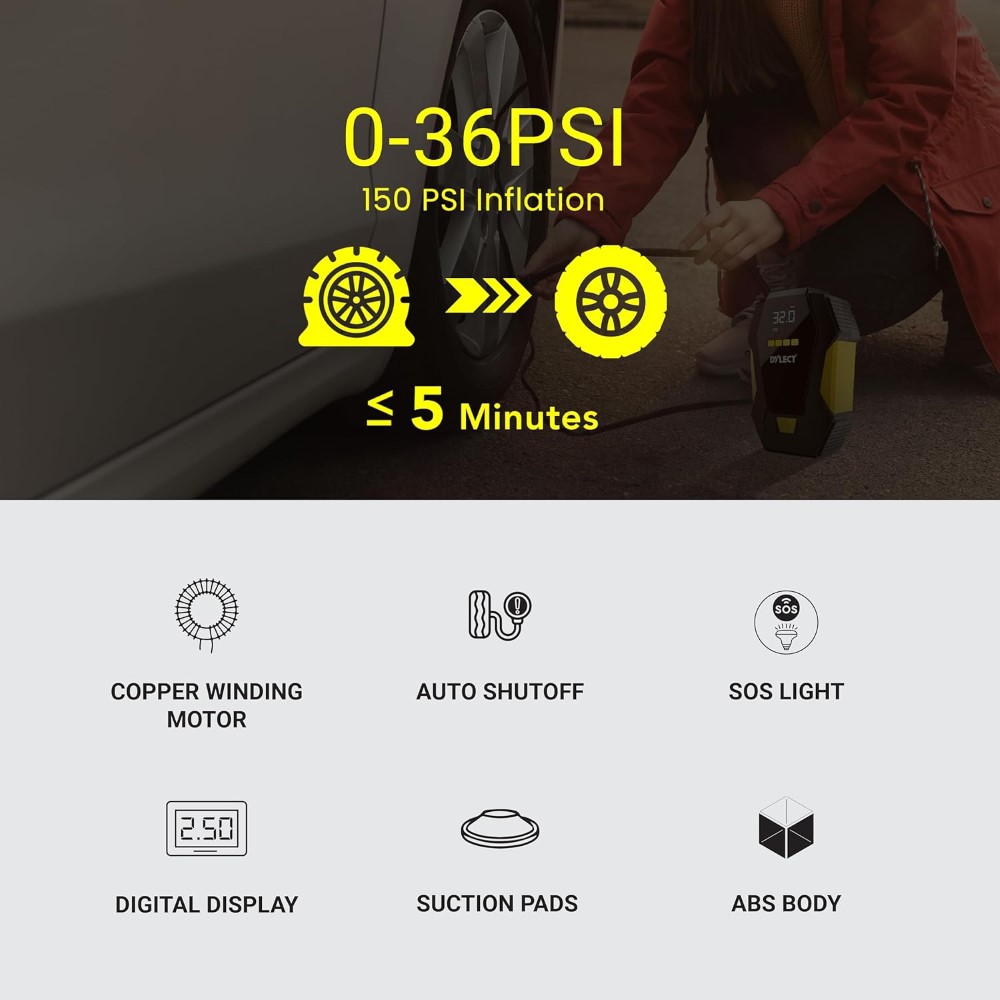 0-36PSI
150 PSI Inflation
≤ 5 Minutes
32.0
DYLECT
SOS
COPPER WINDING
MOTOR
AUTO SHUTOFF
SOS LIGHT
2.50
DIGITAL DISPLAY
SUCTION PADS
ABS BODY